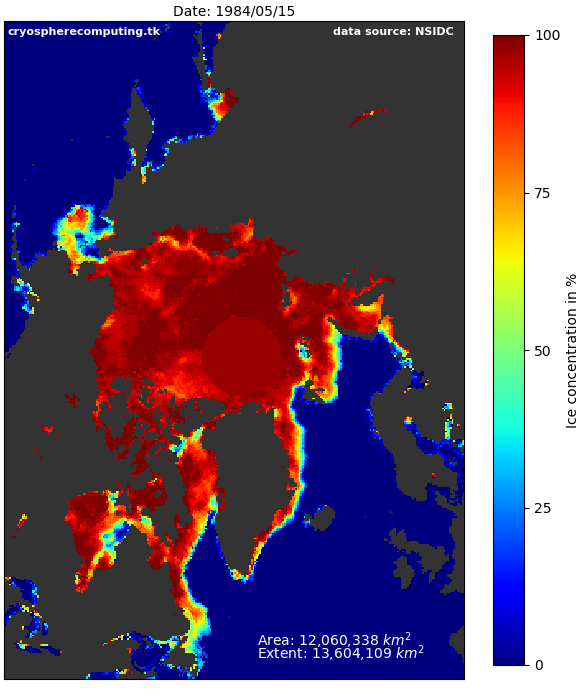 Date: 1984/05/15
cryospherecomputing.tk
data source: NSIDC
100
75
50
25
0
Ice concentration in %
Area: 12,060,338 km²
Extent: 13,604,109 km²